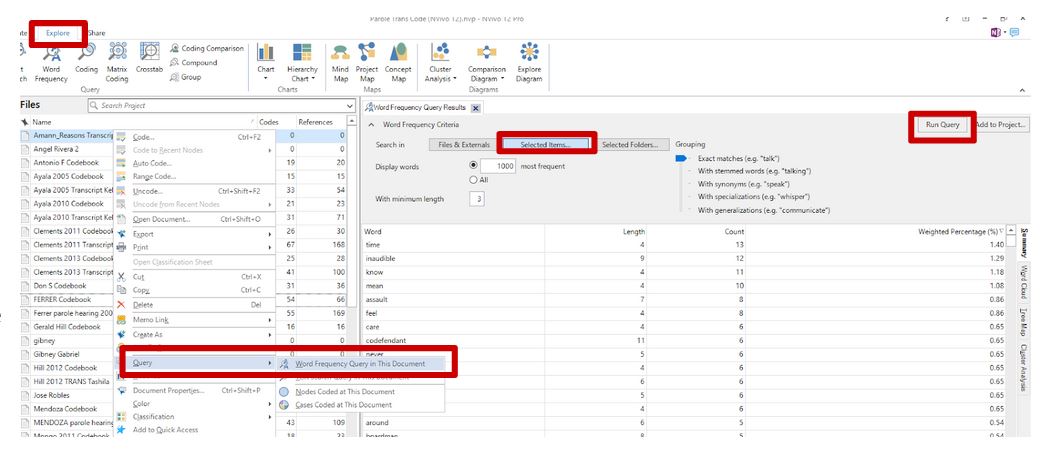 Parole Trans Code (NVivo 12).nvp - NVivo 12 Pro
Explore Share
Word Frequency
Coding
Matrix Coding
Crosstab
Coding Comparison
Compound
Group
Query
Chart
Hierarchy Chart
Charts
Mind Map
Project Map
Concept Map
Maps
Cluster Analysis
Comparison Diagram
Explore Diagram
Diagrams
Files
Search Project
Name Codes References
Amann_Reasons Transcrip 0 0
Angel Rivera 2 0 0
Antonio F Codebook 19 20
Ayala 2005 Codebook 15 15
Ayala 2005 Transcript Kel 33 54
Ayala 2010 Codebook 21 23
Ayala 2010 Transcript Kel 31 71
Clements 2011 Codebook 26 30
Clements 2011 Transcript 67 168
Clements 2013 Codebook 25 28
Clements 2013 Transcript 41 100
Don S Codebook 31 36
FERRER Codebook 54 66
Ferrer parole hearing 200 55 169
Gerald Hill Codebook 16 16
gibney 0 0
Gibney Gabriel 0 0
Hill 2012 Codebook
Hill 2012 TRANS Tashila
Jose Robles
Mendoza Codebook
MENDOZA parole hearing 43 109
Mongo 2011 Codebook 18 23
Code... Ctrl+F2
Code to Recent Nodes
Auto Code...
Range Code...
Uncode... Ctrl+Shift+F2
Uncode from Recent Nodes
Open Document... Ctrl+Shift+O
Export
Print
Open Classification Sheet
Cut Ctrl+X
Copy Ctrl+C
Delete Del
Memo Link
Create As
Query
Document Properties... Ctrl+Shift+P
Color
Classification
Add to Quick Access
Word Frequency Query in This Document
Nodes Coded at This Document
Cases Coded at This Document
Word Frequency Query Results
Word Frequency Criteria
Run Query Add to Project...
Search in Files & Externals Selected Items... Selected Folders...
Display words 1000 most frequent
All
With minimum length 3
Grouping
Exact matches (e.g. "talk")
With stemmed words (e.g. "talking")
With synonyms (e.g. "speak")
With specializations (e.g. "whisper")
With generalizations (e.g. "communicate")
Word Length Count Weighted Percentage (%)
time 4 13 1.40
inaudible 9 12 1.29
know 4 11 1.18
mean 4 10 1.08
assault 7 8 0.86
feel 4 8 0.86
care 4 6 0.65
codefendant 11 6 0.65
never 5 6 0.65
4 6 0.65
6 6 0.65
5 6 0.65
4 6 0.65
around 6 5 0.54
boardman 8 5 0.54
Summary
Word Cloud
Tree Map
Cluster Analysis